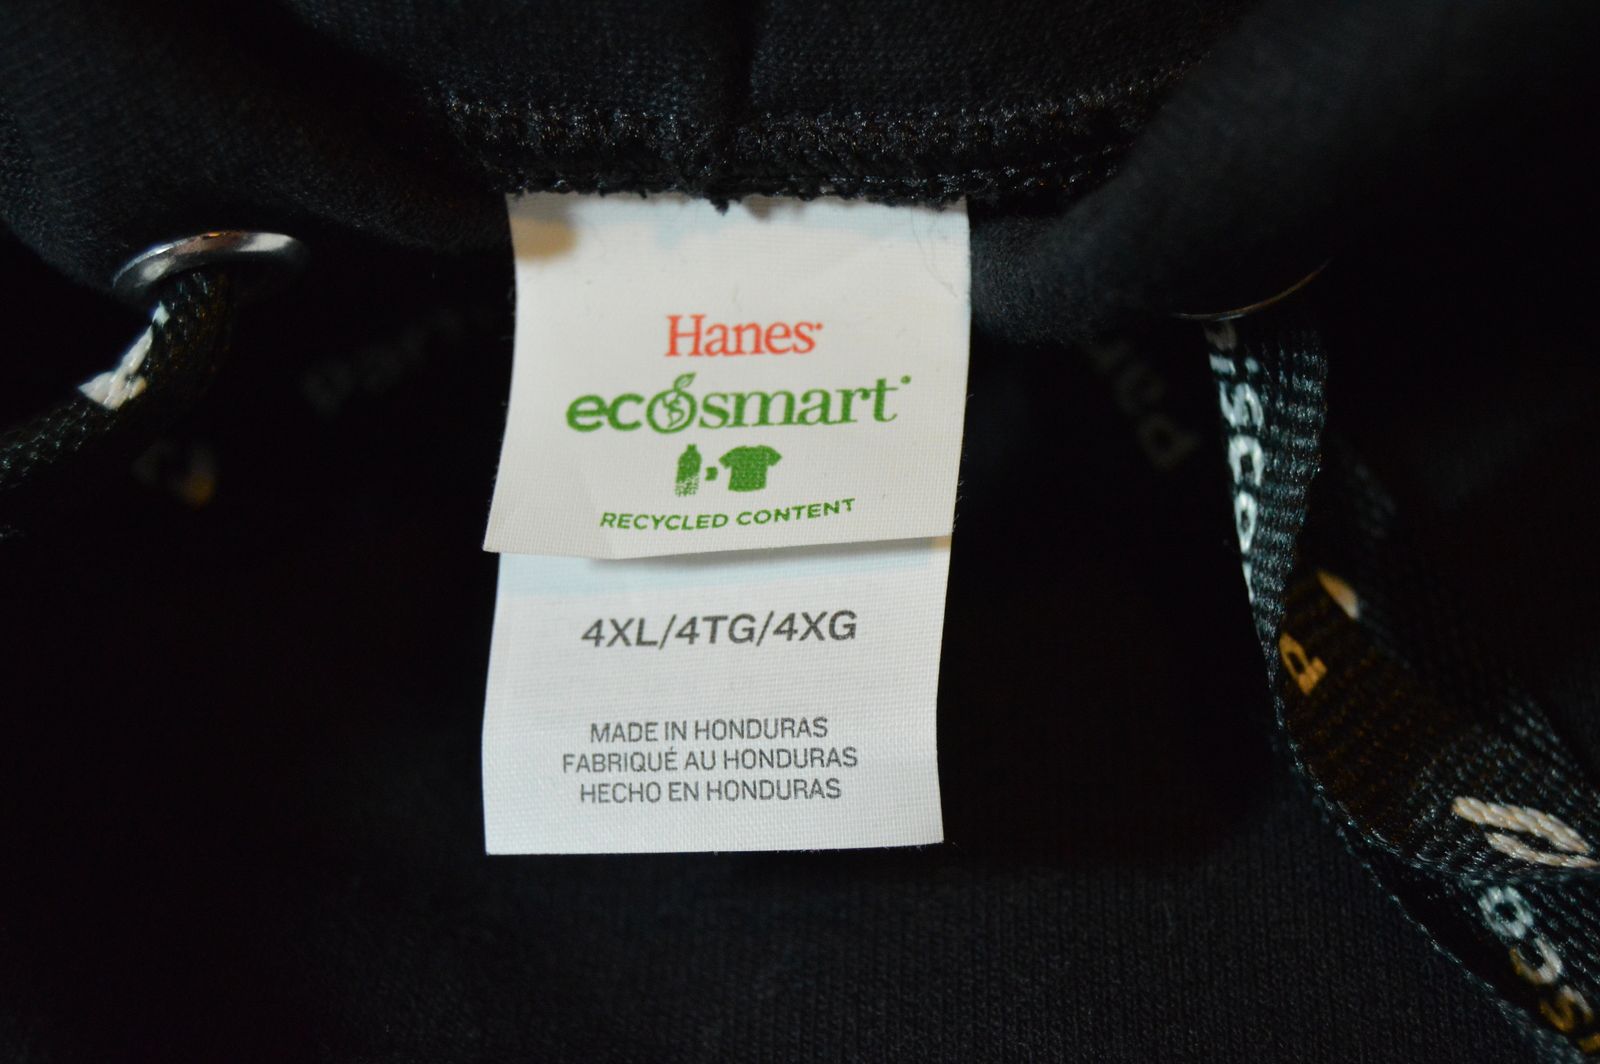 Hanes
ecosmart
RECYCLED CONTENT
4XL/4TG/4XG
MADE IN HONDURAS
FABRIQUÉ AU HONDURAS
HECHO EN HONDURAS